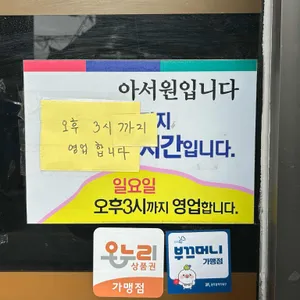 아서원입니다
지
오후 3시까지
영업 합니다
시간입니다.
일요일
오후3시까지 영업합니다.
온누리
상품권
가맹점
부끄머니
가맹점